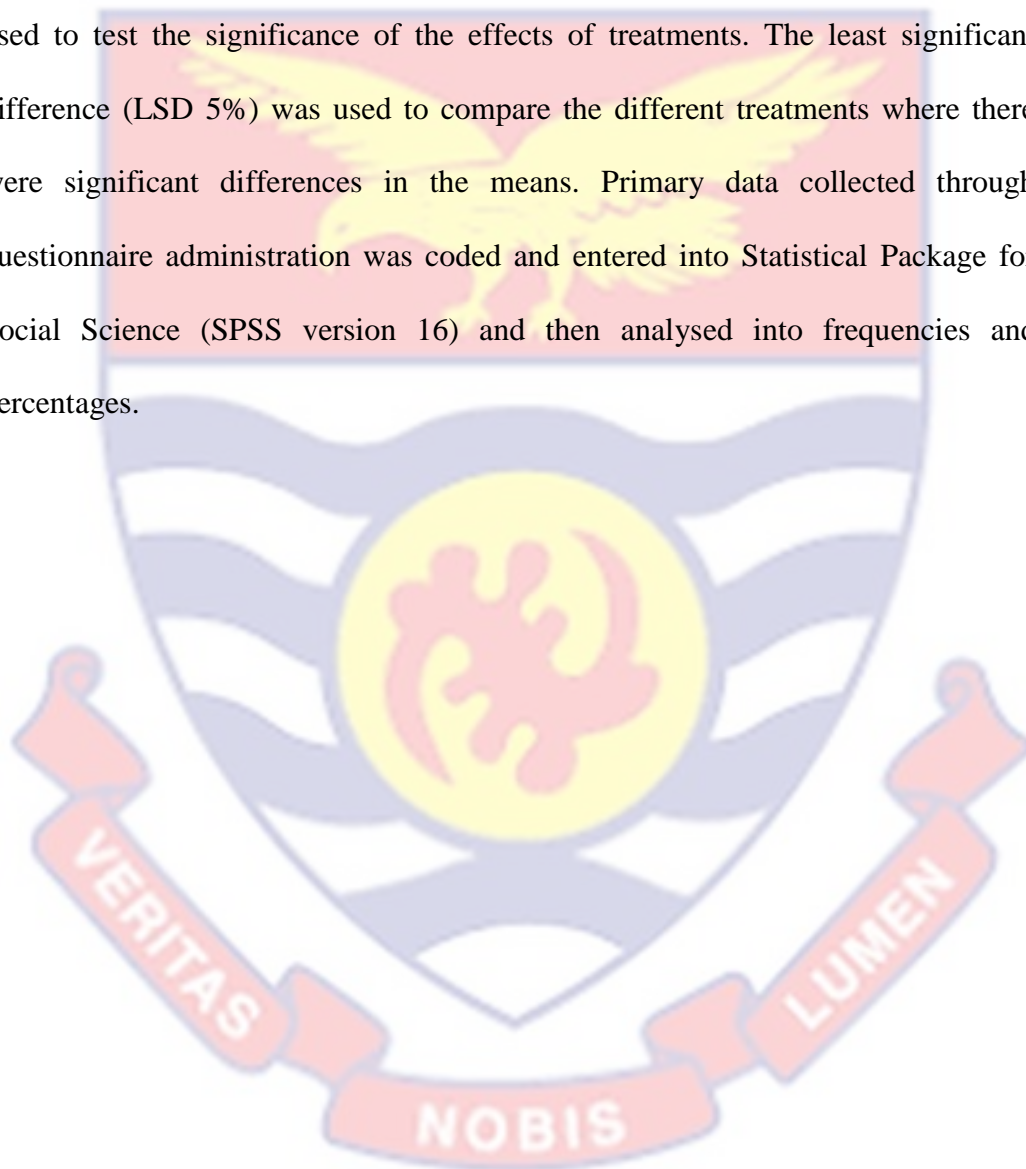 sed to test the significance of the effects of treatments. The least significan
ifference (LSD 5%) was used to compare the different treatments where there
ere significant differences in the means. Primary data collected through
uestionnaire administration was coded and entered into Statistical Package fo
ocial Science (SPSS version 16) and then analysed into frequencies and
ercentages.
VERITAS
NOBIS
LUMEN